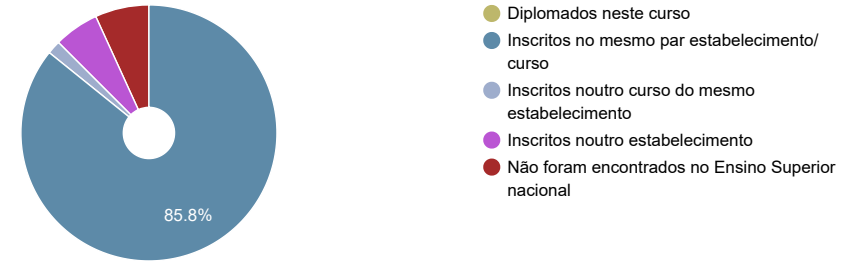 Diplomados neste curso
Inscritos no mesmo par estabelecimento/
curso
Inscritos noutro curso do mesmo
estabelecimento
Inscritos noutro estabelecimento
Não foram encontrados no Ensino Superior
nacional
85.8%